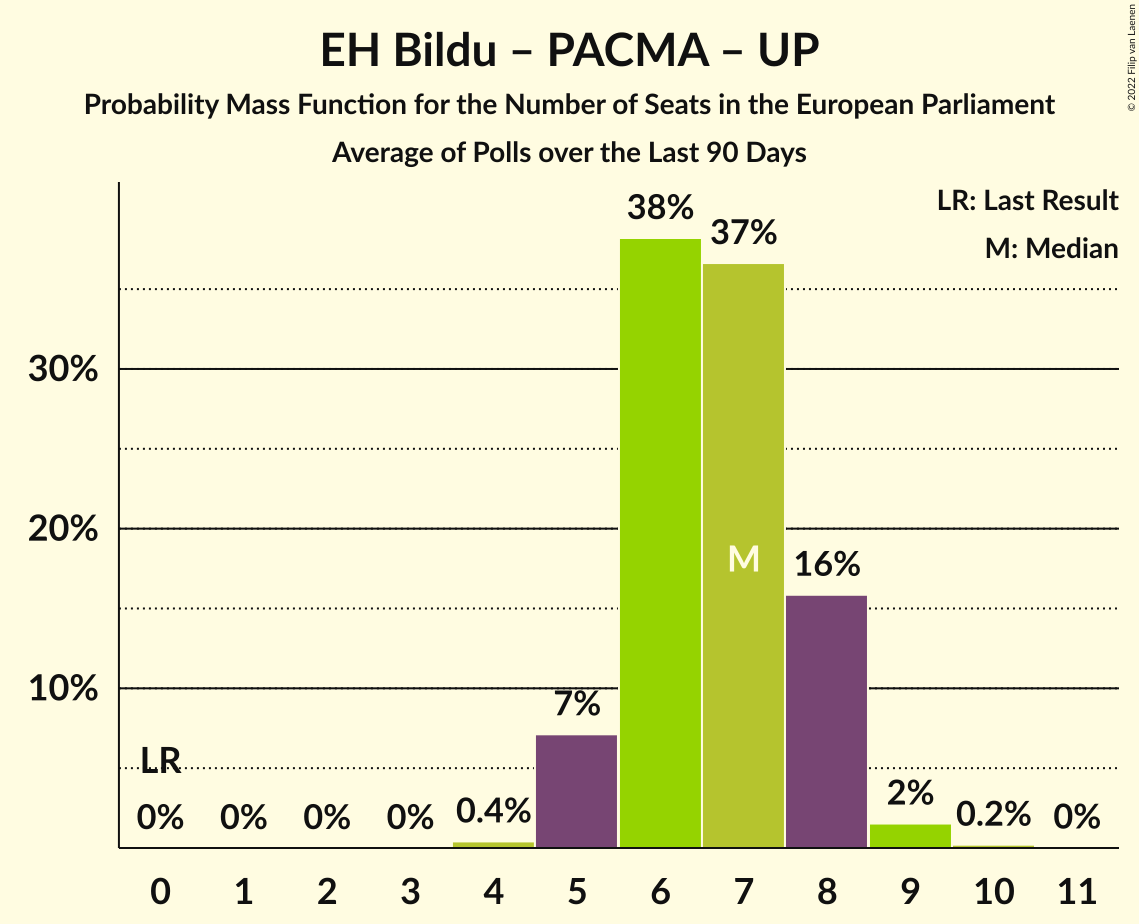 EH Bildu – PACMA – UP
Probability Mass Function for the Number of Seats in the European Parliament
Average of Polls over the Last 90 Days
© 2022 Filip van Laenen
LR: Last Result
M: Median
38%
37%
30%
20%
M
16%
10%
7%
LR
0%
0%
0%
0%
0.4%
2%
0.2%
0%
0 1 2 3 4 5 6 7 8 9 10 11